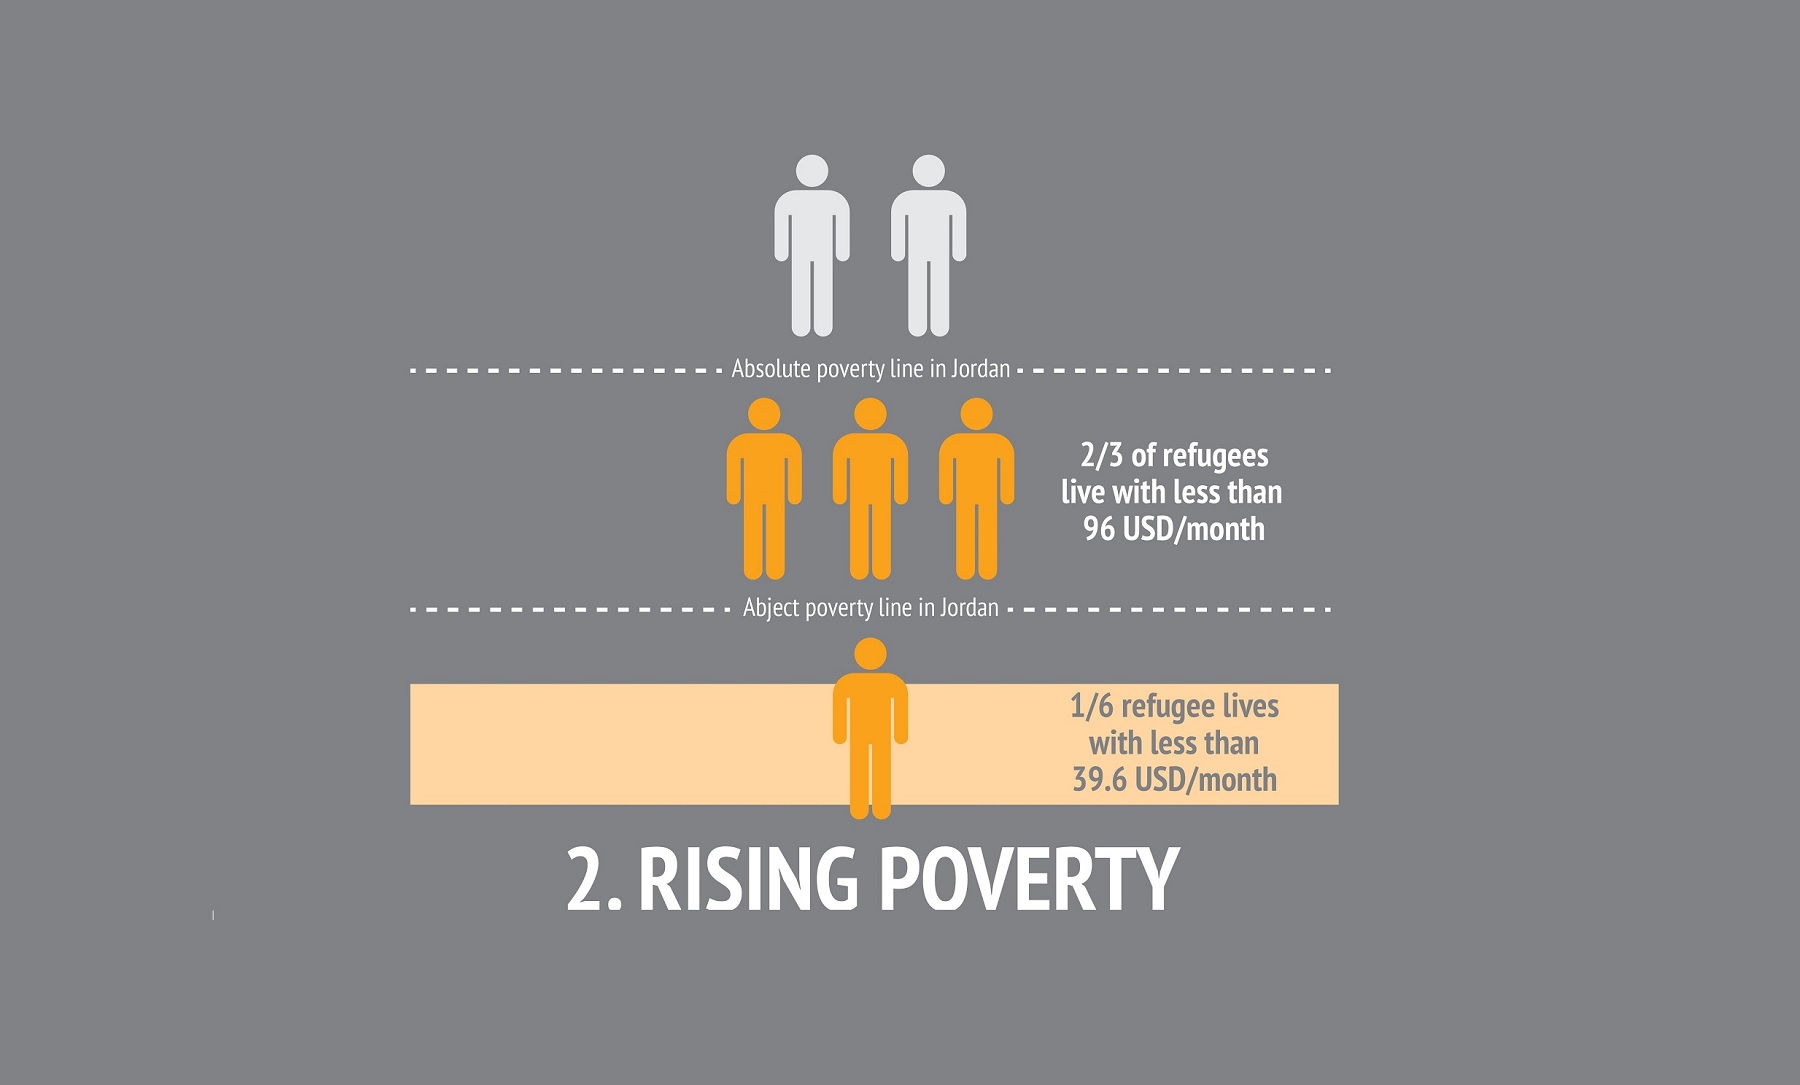 Absolute poverty line in Jordan
2/3 of refugees
live with less than
96 USD/month
Abject poverty line in Jordan
1/6 refugee lives
with less than
39.6 USD/month
2. RISING POVERTY